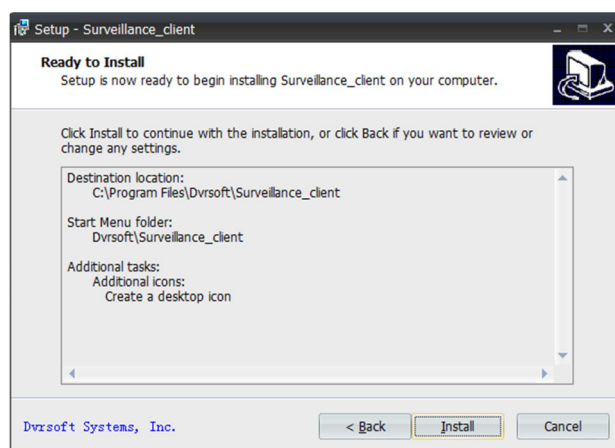 Setup - Surveillance_client
Ready to Install
Setup is now ready to begin installing Surveillance_client on your computer.
Click Install to continue with the installation, or click Back if you want to review or
change any settings.
Destination location:
C:\Program Files\Dvrsoft\Surveillance_client
Start Menu folder:
Dvrsoft\Surveillance_client
Additional tasks:
Additional icons:
Create a desktop icon
Dvrsoft Systems, Inc.
< Back
Install
Cancel